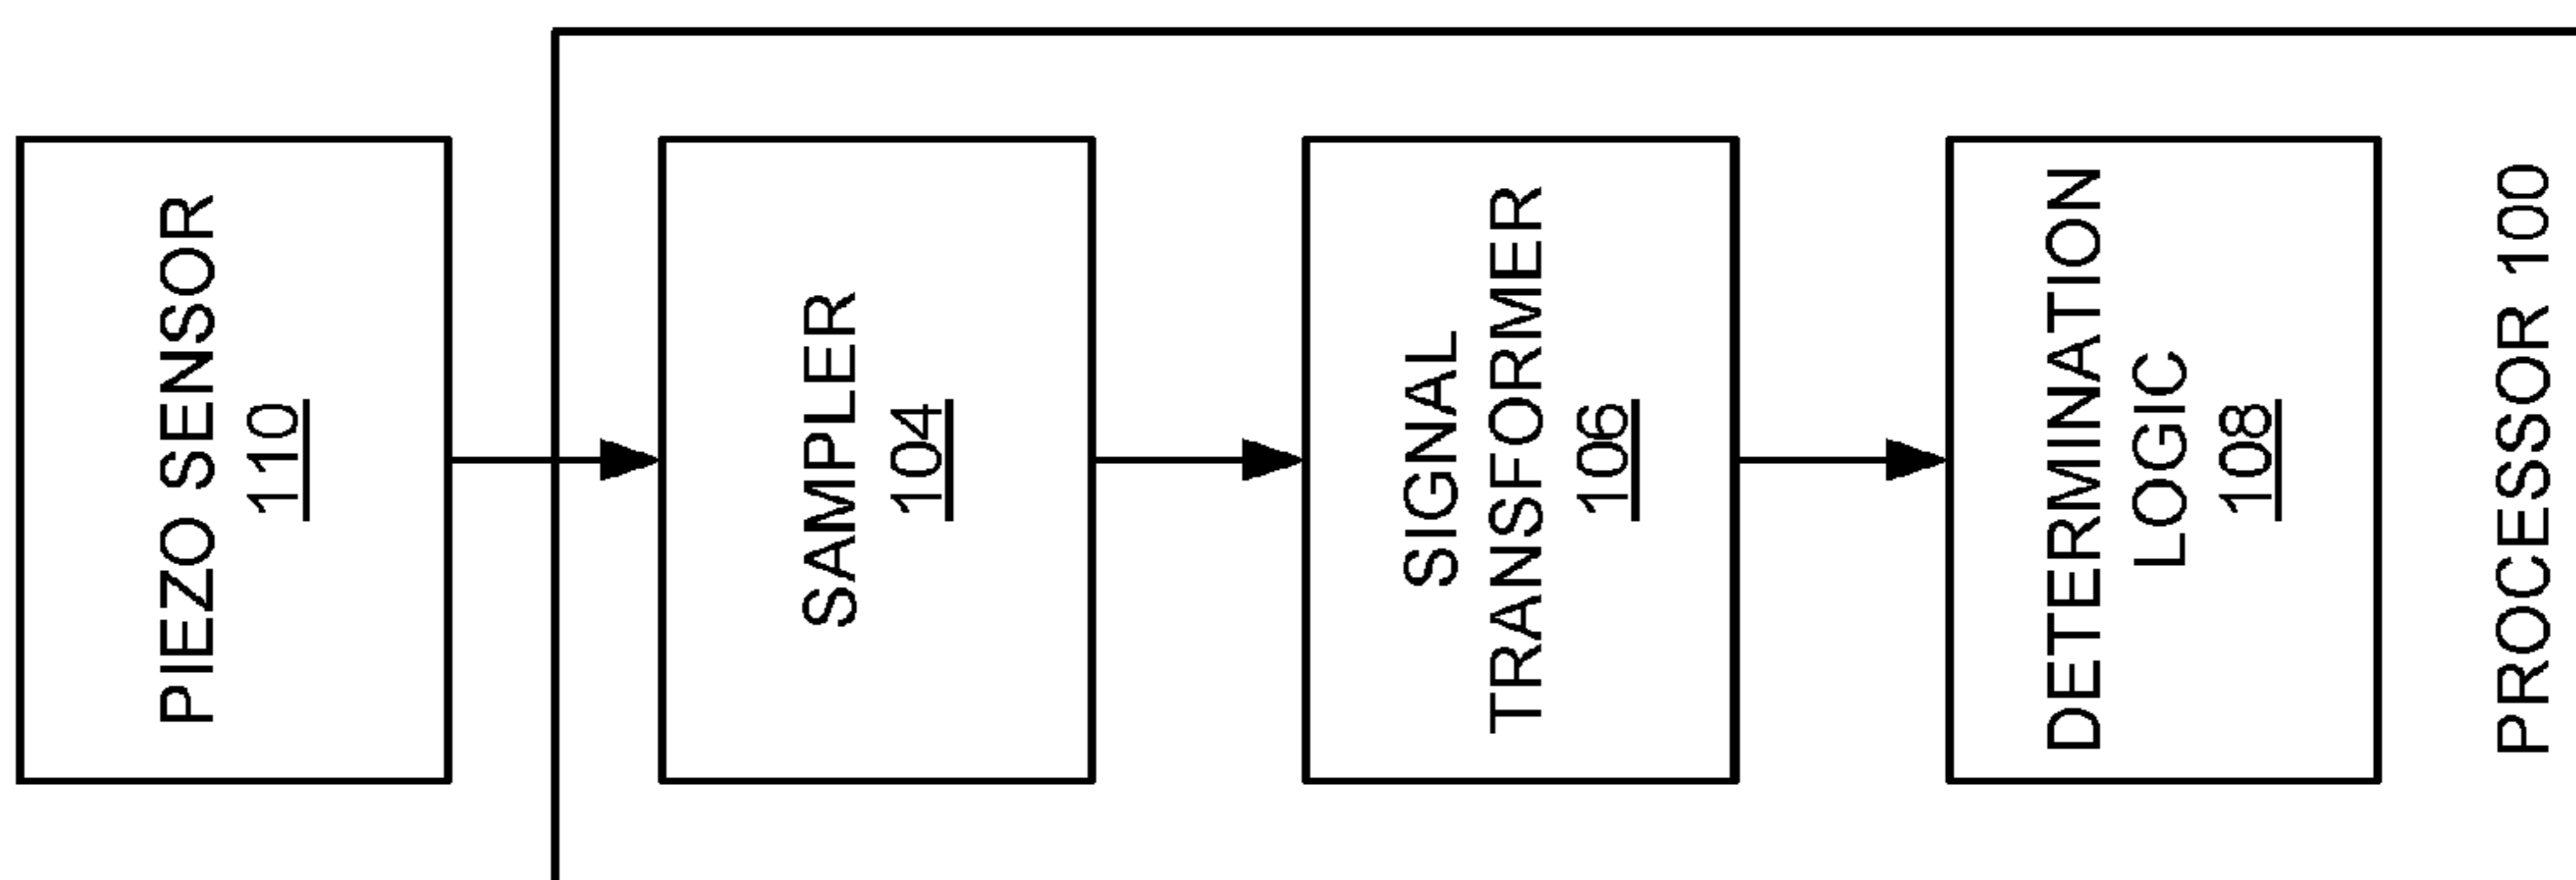 PIEZO SENSOR
110
SAMPLER
104
SIGNAL
TRANSFORMER
106
DETERMINATION
LOGIC
108
PROCESSOR 100